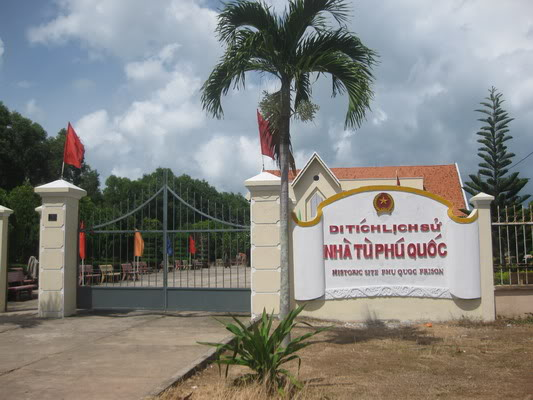 DI TÍCH LỊCH SỬ
NHÀ TÙ PHÚ QUỐC
HISTORIC SITE PHU QUOC PRISON